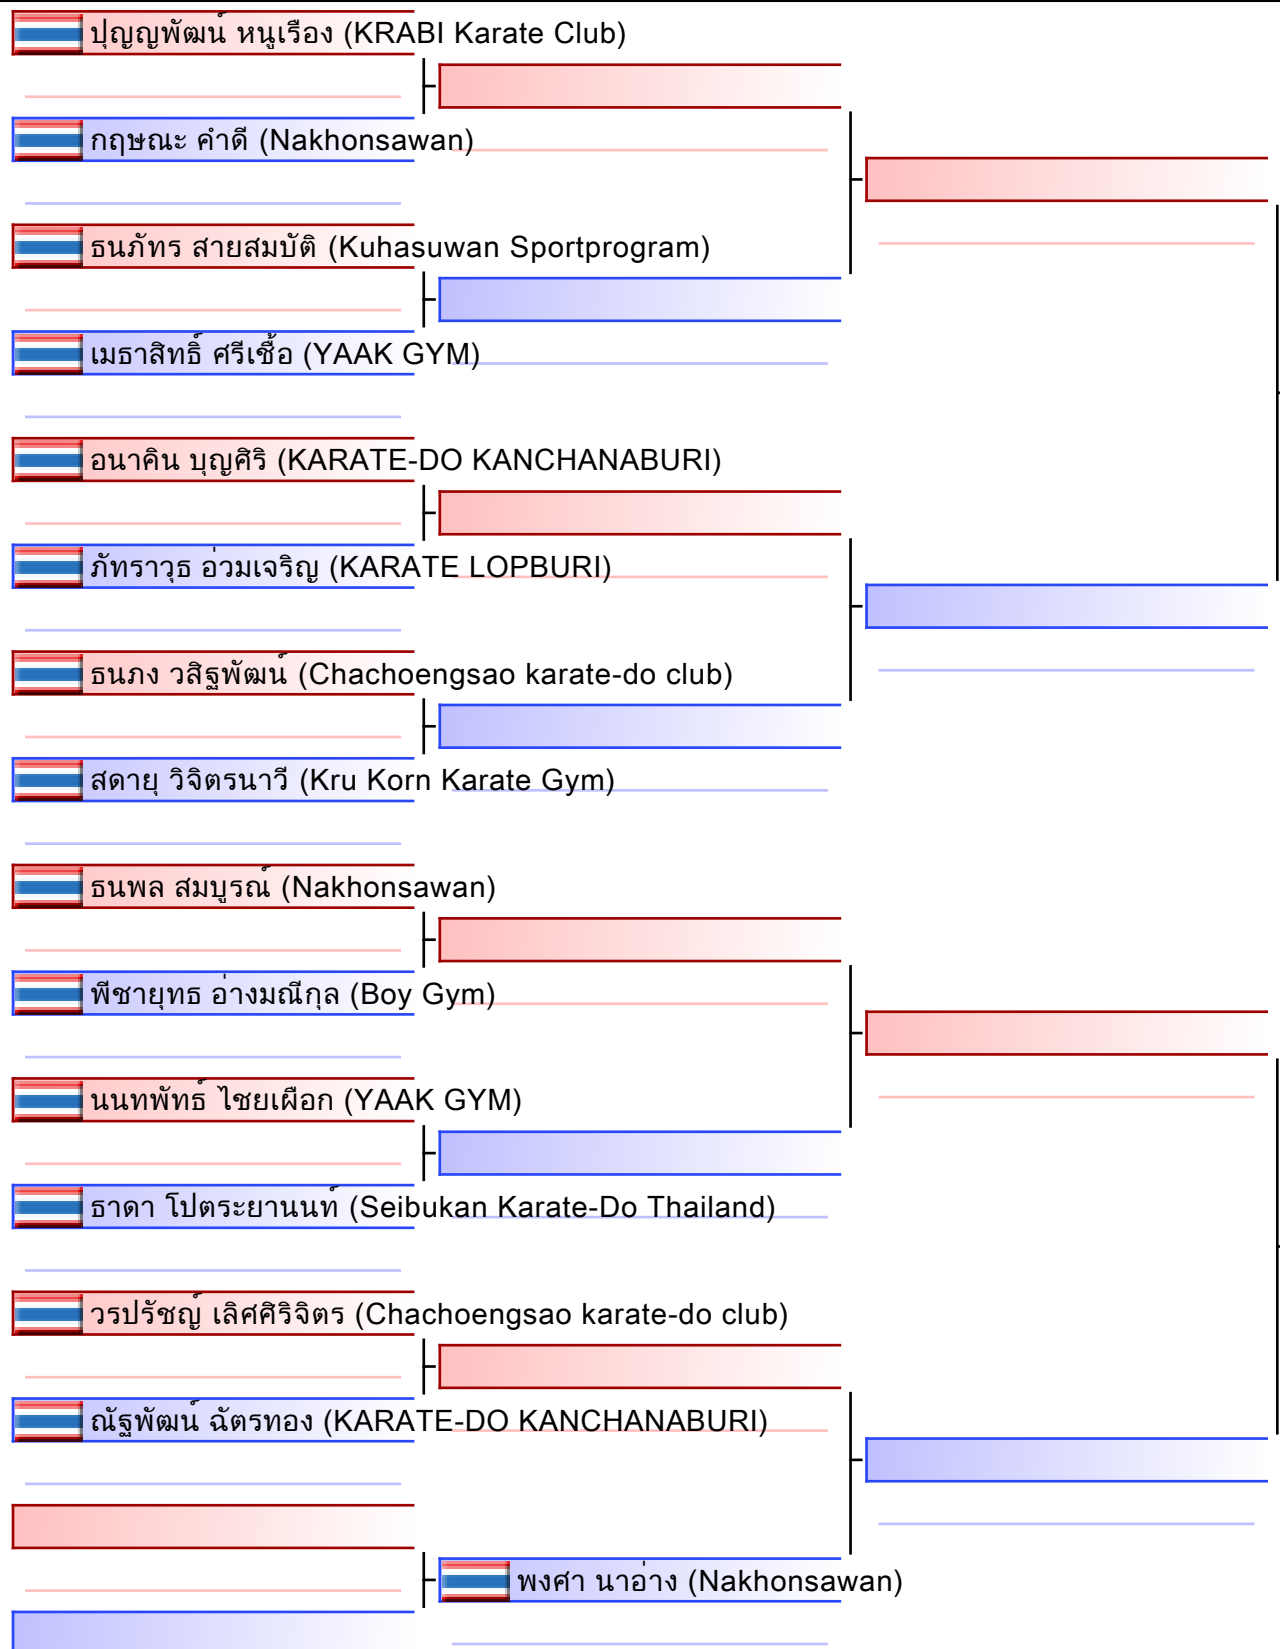 ปุญญพัฒน์ หนูเรือง (KRABI Karate Club)
กฤษณะ คำดี (Nakhonsawan)
ธนภัทร สายสมบัติ (Kuhasuwan Sportprogram)
เมธาสิทธิ์ ศรีเชื้อ (YAAK GYM)
อนาคิน บุญศิริ (KARATE-DO KANCHANABURI)
ภัทราวุธ อ่วมเจริญ (KARATE LOPBURI)
ธนภง วสิฐพัฒน์ (Chachoengsao karate-do club)
สดายุ วิจิตรนาวี (Kru Korn Karate Gym)
ธนพล สมบูรณ์ (Nakhonsawan)
พีชายุทธ อ่างมณีกุล (Boy Gym)
นนทพัทธ์ ไชยเผือก (YAAK GYM)
ธาดา โปตระยานนท์ (Seibukan Karate-Do Thailand)
วรปรัชญ์ เลิศศิริจิตร (Chachoengsao karate-do club)
ณัฐพัฒน์ ฉัตรทอง (KARATE-DO KANCHANABURI)
พงศา นาอ่าง (Nakhonsawan)